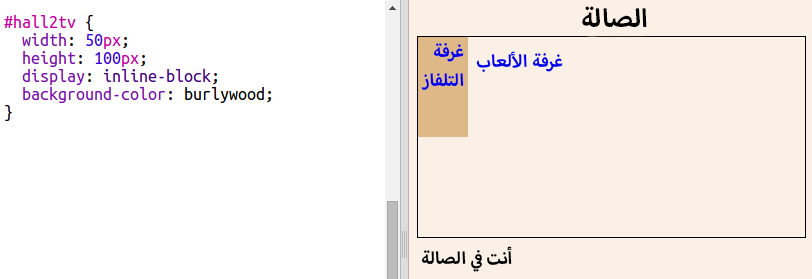 #hall2tv {
width: 50px;
height: 100px;
display: inline-block;
background-color: burlywood;
}
الصالة
غرفة التلفاز
غرفة الألعاب
أنت في الصالة